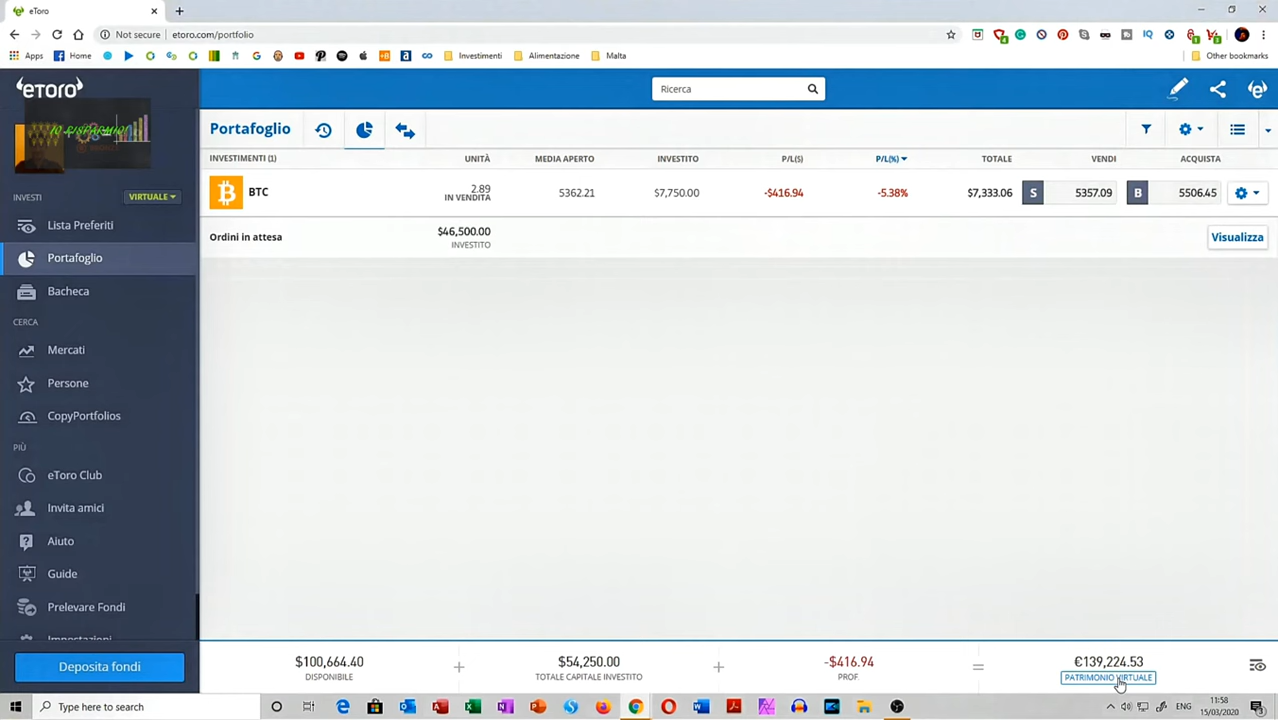 eToro
Not secure etoro.com/portfolio
Apps Home Investimenti Alimentazione Malta Other bookmarks
eToro
Ricerca
IO RISPARMIO
Portafoglio
INVESTI VIRTUALE
Lista Preferiti
Portafoglio
Bacheca
CERCA
Mercati
Persone
CopyPortfolios
PIÙ
eToro Club
Invita amici
Aiuto
Guide
Prelevare Fondi
Impostazioni
Deposita fondi
INVESTIMENTI (1) UNITÀ MEDIA APERTO INVESTITO P/L($) P/L(%) TOTALE VENDI ACQUISTA
BTC 2.89 IN VENDITA 5362.21 $7,750.00 -$416.94 -5.38% $7,333.06 S 5357.09 B 5506.45
Ordini in attesa $46,500.00 INVESTITO Visualizza
$100,664.40 $54,250.00 -$416.94 €139,224.53
DISPONIBILE + TOTALE CAPITALE INVESTITO + PROF = PATRIMONIO VIRTUALE
Type here to search
ENG 11:58
15/03/2020